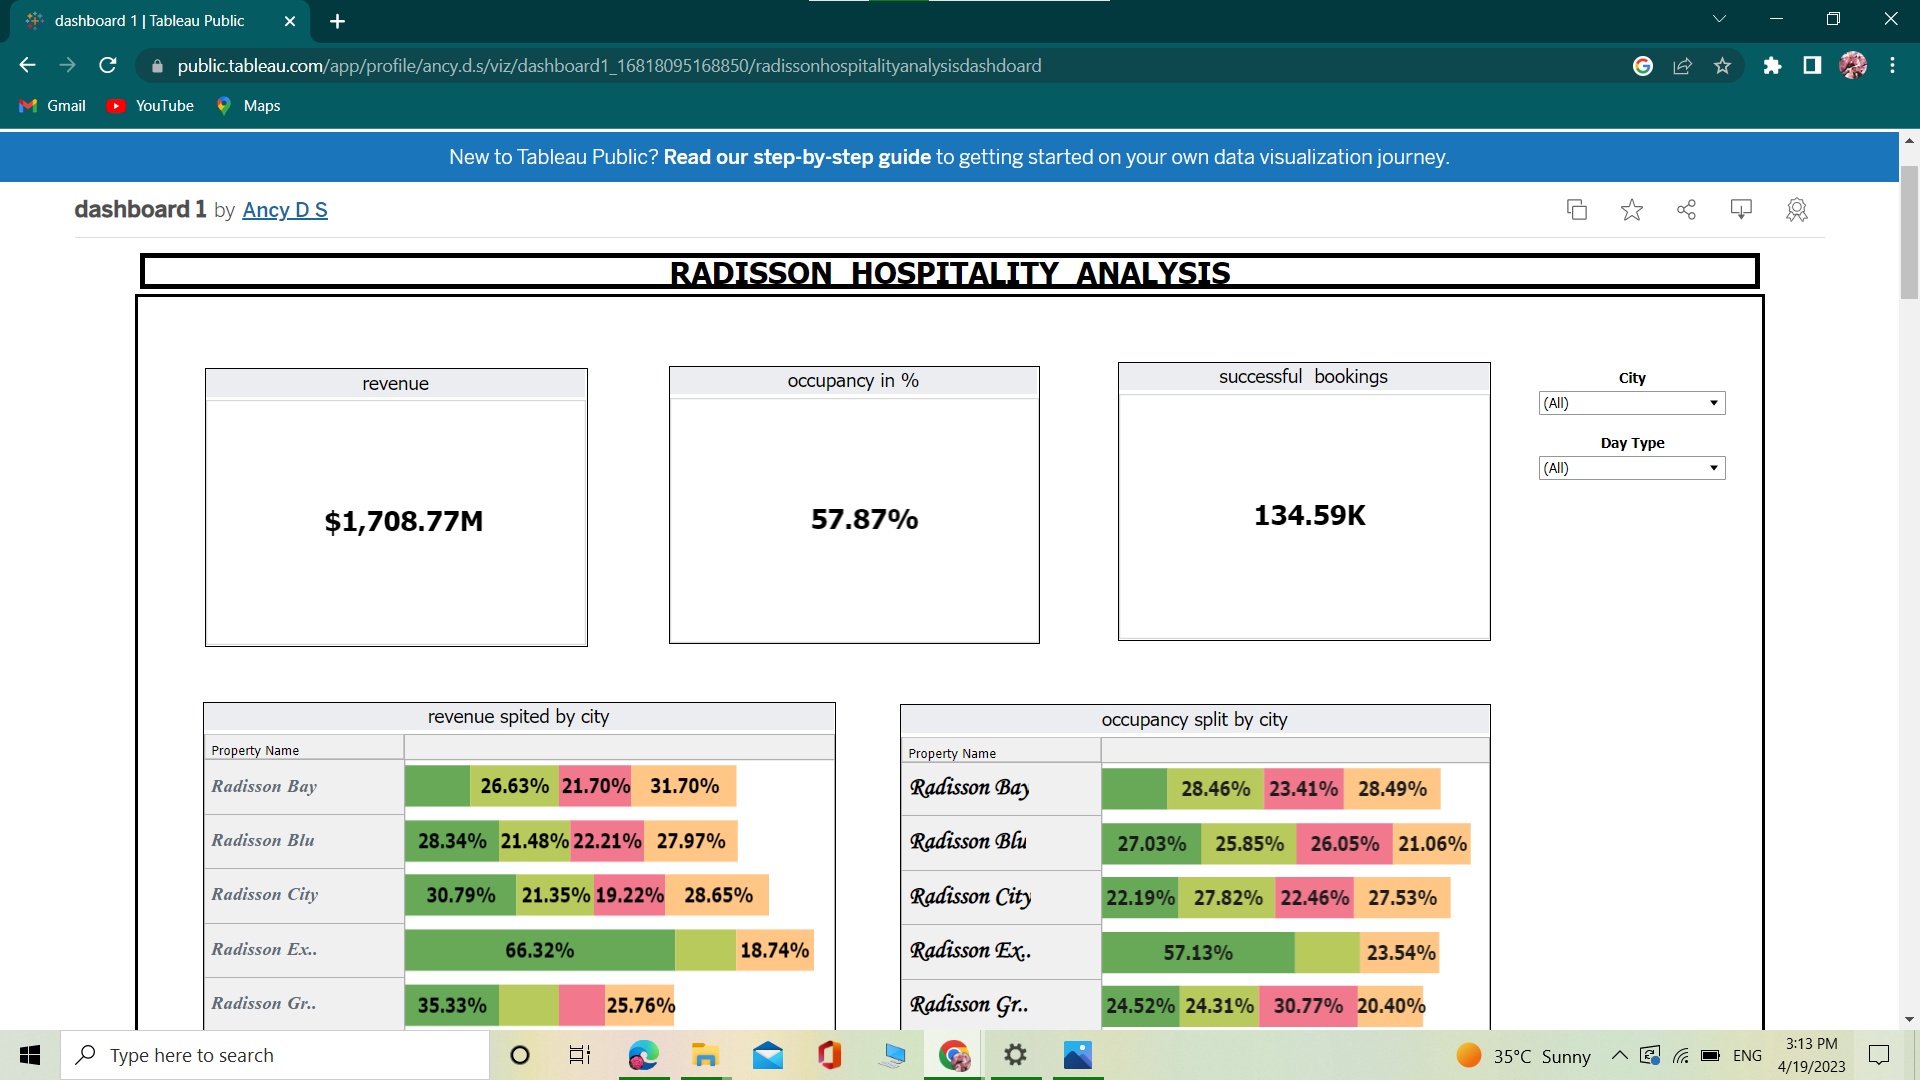 dashboard 1 | Tableau Public
public.tableau.com/app/profile/ancy.d.s/viz/dashboard1_16818095168850/radissonhospitalityanalysisdashdoard
Gmail YouTube Maps
New to Tableau Public? Read our step-by-step guide to getting started on your own data visualization journey.
dashboard 1 by Ancy D S
RADISSON HOSPITALITY ANALYSIS
revenue
$1,708.77M
occupancy in %
57.87%
successful bookings
134.59K
City
(All)
Day Type
(All)
revenue spited by city
Property Name
Radisson Bay 26.63% 21.70% 31.70%
Radisson Blu 28.34% 21.48% 22.21% 27.97%
Radisson City 30.79% 21.35% 19.22% 28.65%
Radisson Ex.. 66.32% 18.74%
Radisson Gr.. 35.33% 25.76%
occupancy split by city
Property Name
Radisson Bay 28.46% 23.41% 28.49%
Radisson Blu 27.03% 25.85% 26.05% 21.06%
Radisson City 22.19% 27.82% 22.46% 27.53%
Radisson Ex.. 57.13% 23.54%
Radisson Gr.. 24.52% 24.31% 30.77% 20.40%
Type here to search
35°C Sunny
ENG
3:13 PM
4/19/2023